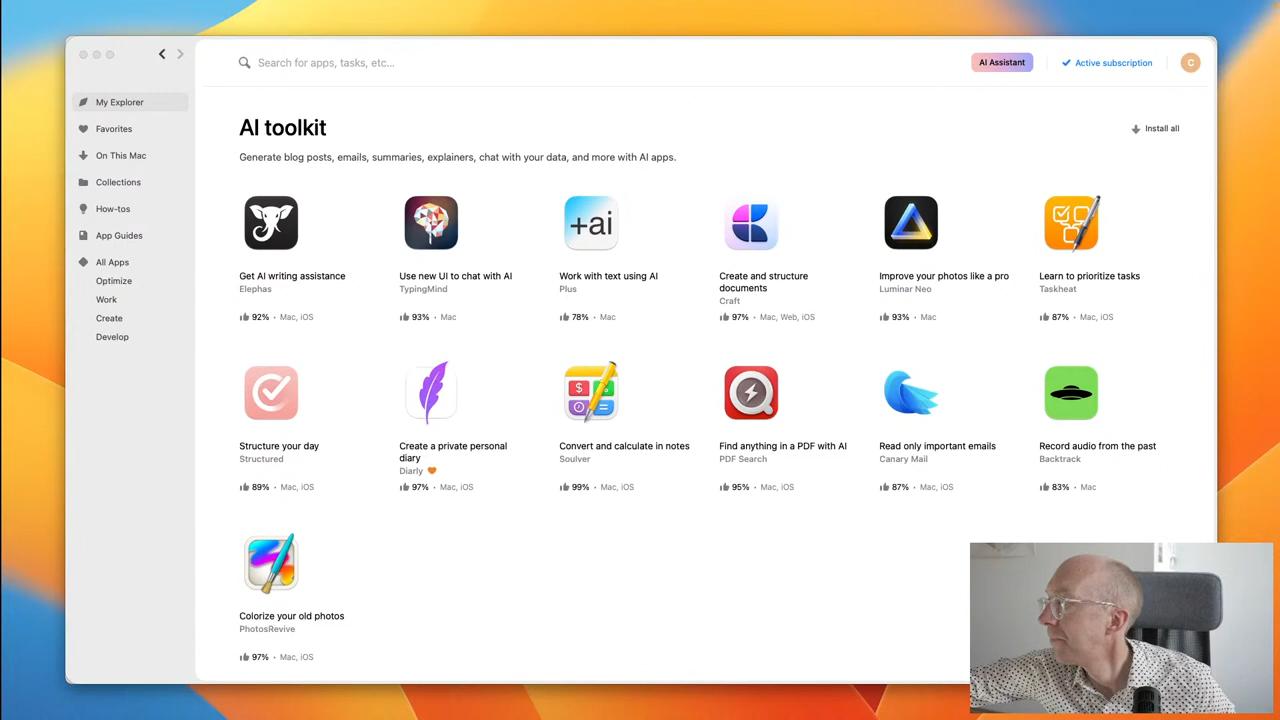 Search for apps, tasks, etc...
AI Assistant
Active subscription
C
My Explorer
Favorites
On This Mac
Collections
How-tos
App Guides
All Apps
Optimize
Work
Create
Develop
AI toolkit
Install all
Generate blog posts, emails, summaries, explainers, chat with your data, and more with AI apps.
+ai
Get AI writing assistance
Elephas
92% • Mac, iOS
Use new UI to chat with AI
TypingMind
93% • Mac
Work with text using AI
Plus
78% • Mac
Create and structure
documents
Craft
97% • Mac, Web, iOS
Improve your photos like a pro
Luminar Neo
93% • Mac
Learn to prioritize tasks
Taskheat
87% • Mac, iOS
Structure your day
Structured
89% • Mac, iOS
Create a private personal
diary
Diarly
97% • Mac, iOS
Convert and calculate in notes
Soulver
99% • Mac, iOS
Find anything in a PDF with AI
PDF Search
95% • Mac, iOS
Read only important emails
Canary Mail
87% • Mac, iOS
Record audio from the past
Backtrack
83% • Mac
Colorize your old photos
PhotosRevive
97% • Mac, iOS